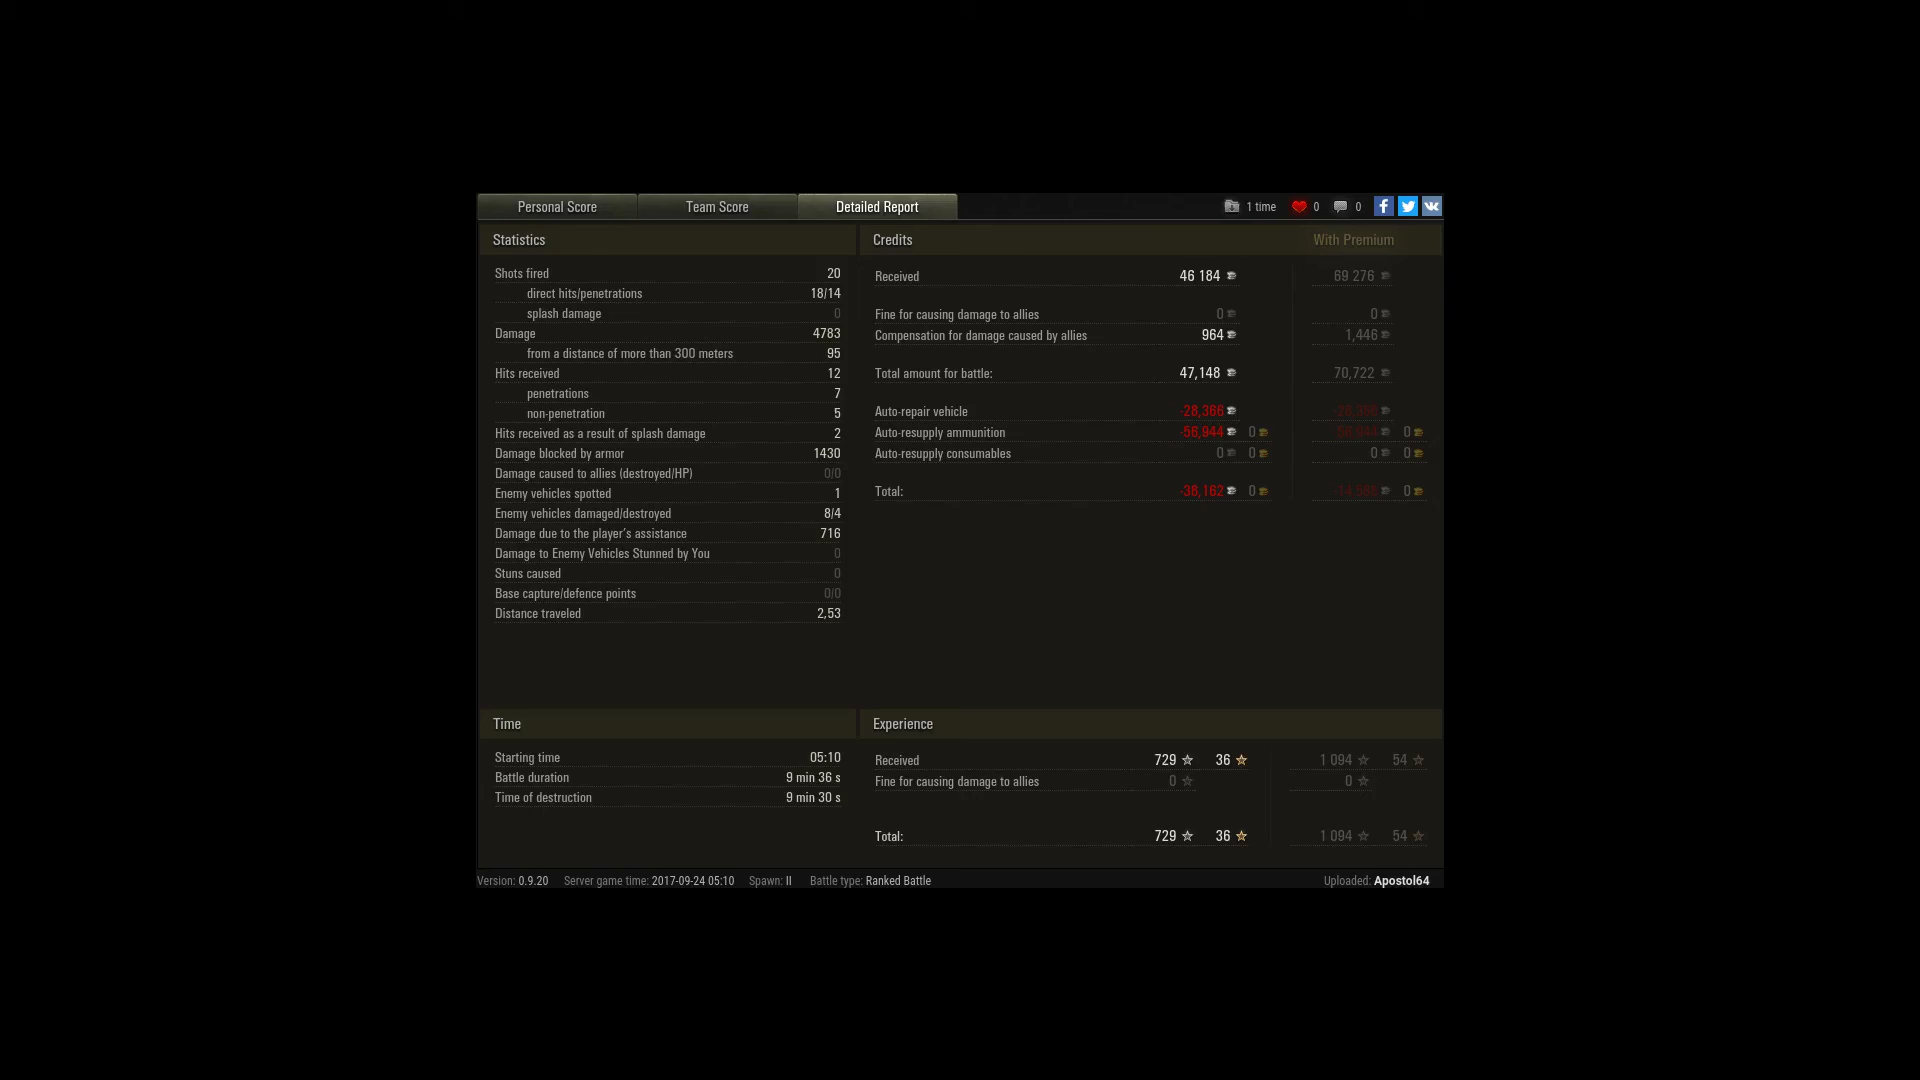 Personal Score Team Score Detailed Report 1 time 0 0
Statistics
Shots fired 20
direct hits/penetrations 18/14
splash damage 0
Damage 4783
from a distance of more than 300 meters 95
Hits received 12
penetrations 7
non-penetration 5
Hits received as a result of splash damage 2
Damage blocked by armor 1430
Damage caused to allies (destroyed/HP) 0/0
Enemy vehicles spotted 1
Enemy vehicles damaged/destroyed 8/4
Damage due to the player's assistance 716
Damage to Enemy Vehicles Stunned by You 0
Stuns caused 0
Base capture/defence points 0/0
Distance traveled 2,53
Credits With Premium
Received 46 184 69 276
Fine for causing damage to allies 0 0
Compensation for damage caused by allies 964 1,446
Total amount for battle: 47,148 70,722
Auto-repair vehicle -28,366 -28,366
Auto-resupply ammunition -56,944 0 -56,944 0
Auto-resupply consumables 0 0 0 0
Total: -38,162 0 -14,588 0
Time
Starting time 05:10
Battle duration 9 min 36 s
Time of destruction 9 min 30 s
Experience
Received 729 36 1 094 54
Fine for causing damage to allies 0 0
Total: 729 36 1 094 54
Version: 0.9.20 Server game time: 2017-09-24 05:10 Spawn: II Battle type: Ranked Battle Uploaded: Apostol64